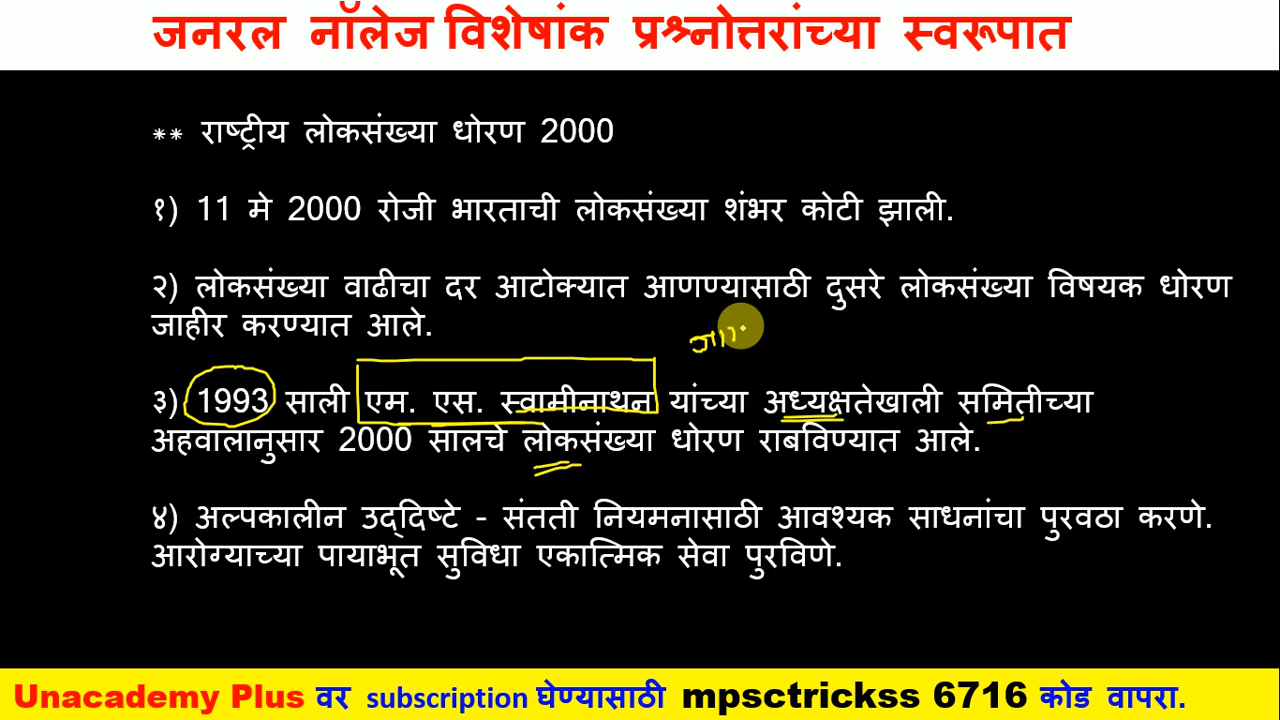 जनरल नॉलेज विशेषांक प्रश्नोत्तरांच्या स्वरूपात
** राष्ट्रीय लोकसंख्या धोरण 2000
१) 11 मे 2000 रोजी भारताची लोकसंख्या शंभर कोटी झाली.
२) लोकसंख्या वाढीचा दर आटोक्यात आणण्यासाठी दुसरे लोकसंख्या विषयक धोरण
जाहीर करण्यात आले.
३) 1993 साली एम. एस. स्वामीनाथन यांच्या अध्यक्षतेखाली समितीच्या
अहवालानुसार 2000 सालचे लोकसंख्या धोरण राबविण्यात आले.
४) अल्पकालीन उद्दिष्टे - संतती नियमनासाठी आवश्यक साधनांचा पुरवठा करणे.
आरोग्याच्या पायाभूत सुविधा एकात्मिक सेवा पुरविणे.
Unacademy Plus वर subscription घेण्यासाठी mpsctrickss 6716 कोड वापरा.